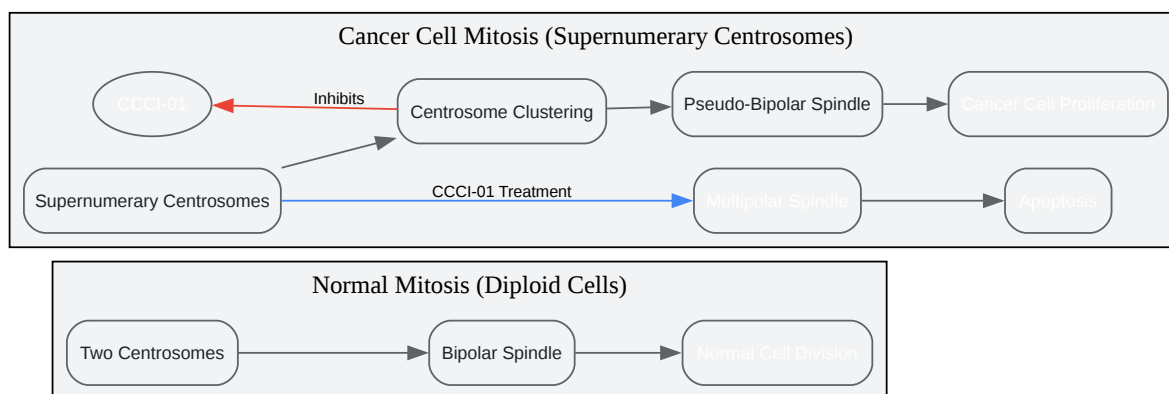 Cancer Cell Mitosis (Supernumerary Centrosomes)
CCCI-01
Inhibits
Centrosome Clustering
Pseudo-Bipolar Spindle
Cancer Cell Proliferation
Supernumerary Centrosomes
CCCI-01 Treatment
Multipolar Spindle
Apoptosis
Normal Mitosis (Diploid Cells)
Two Centrosomes
Bipolar Spindle
Normal Cell Division